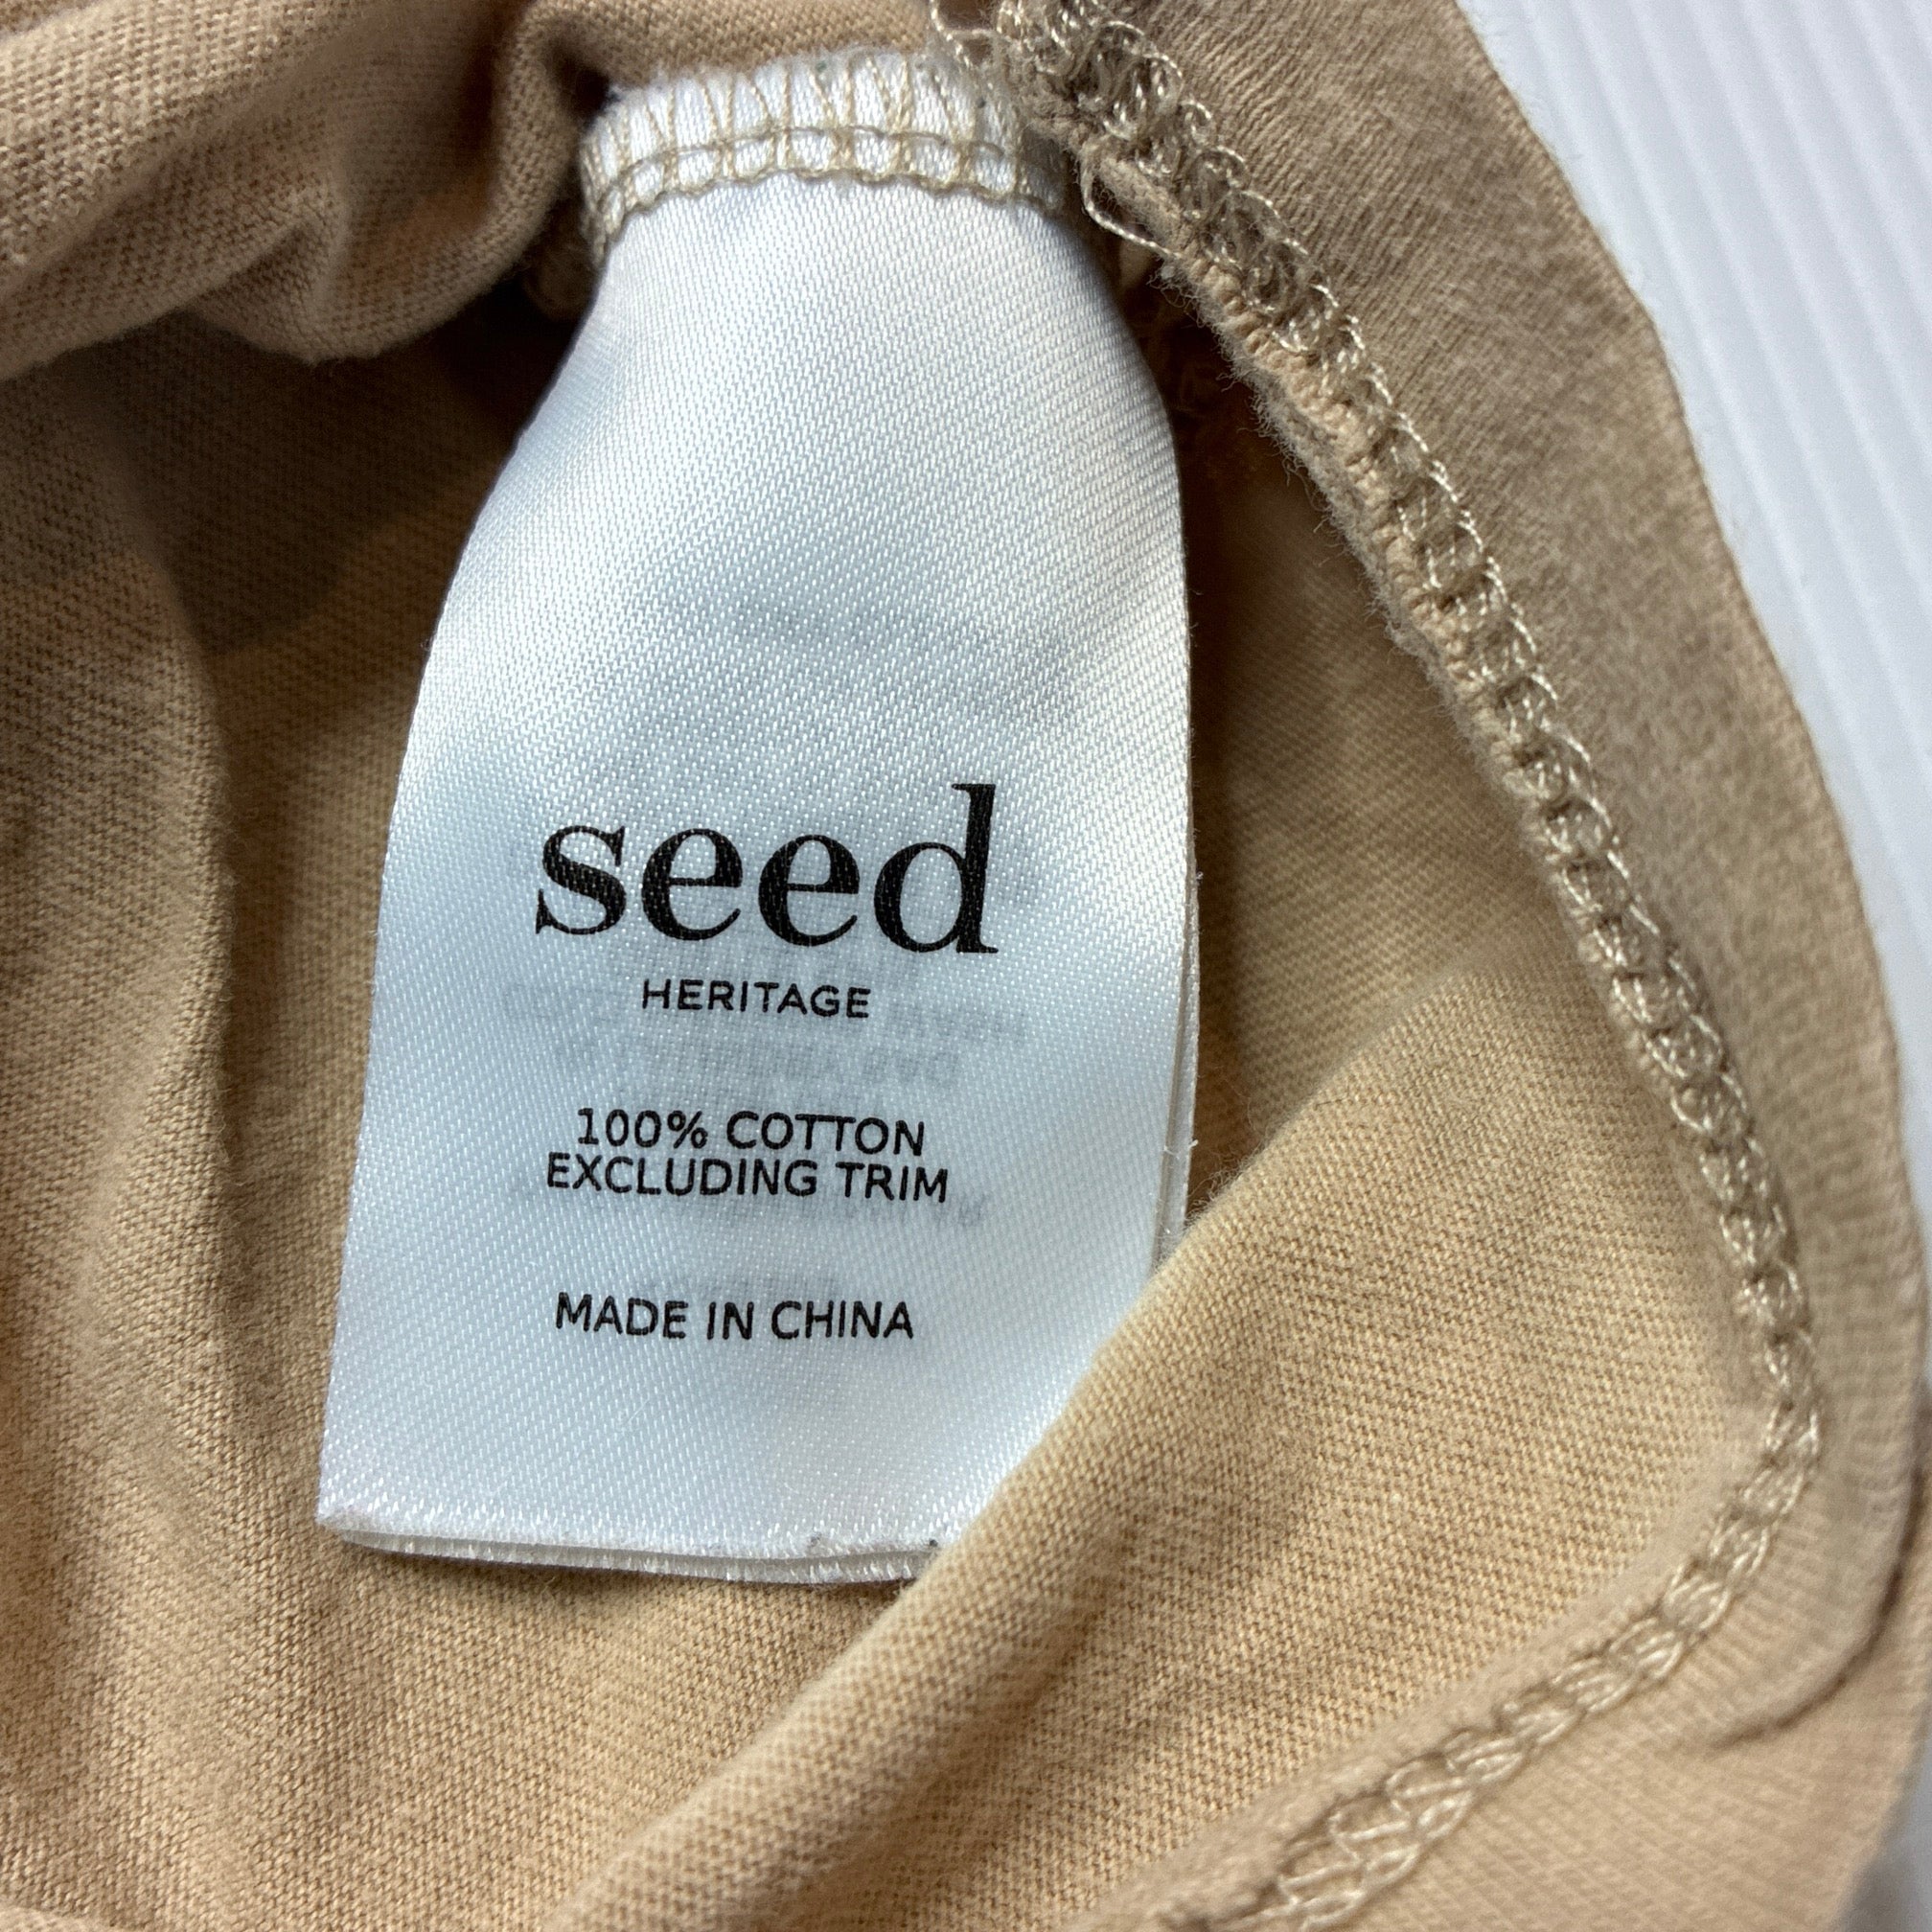 seed
HERITAGE
100% COTTON
EXCLUDING TRIM
MADE IN CHINA